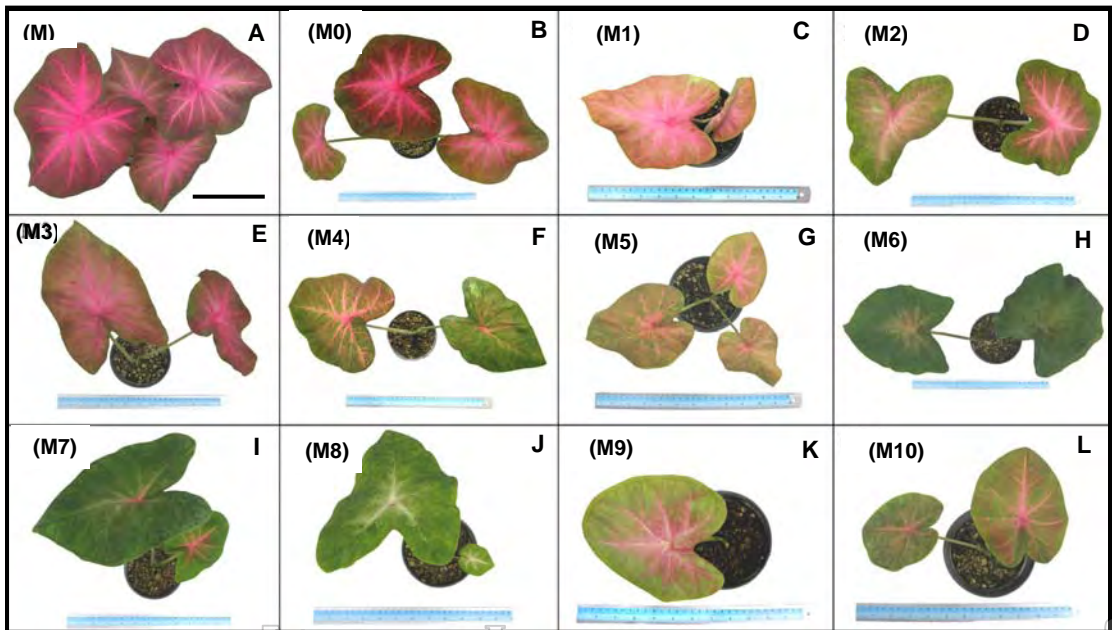 (M) A
(M0) B
(M1) C
(M2) D
(M3) E
(M4) F
(M5) G
(M6) H
(M7) I
(M8) J
(M9) K
(M10) L